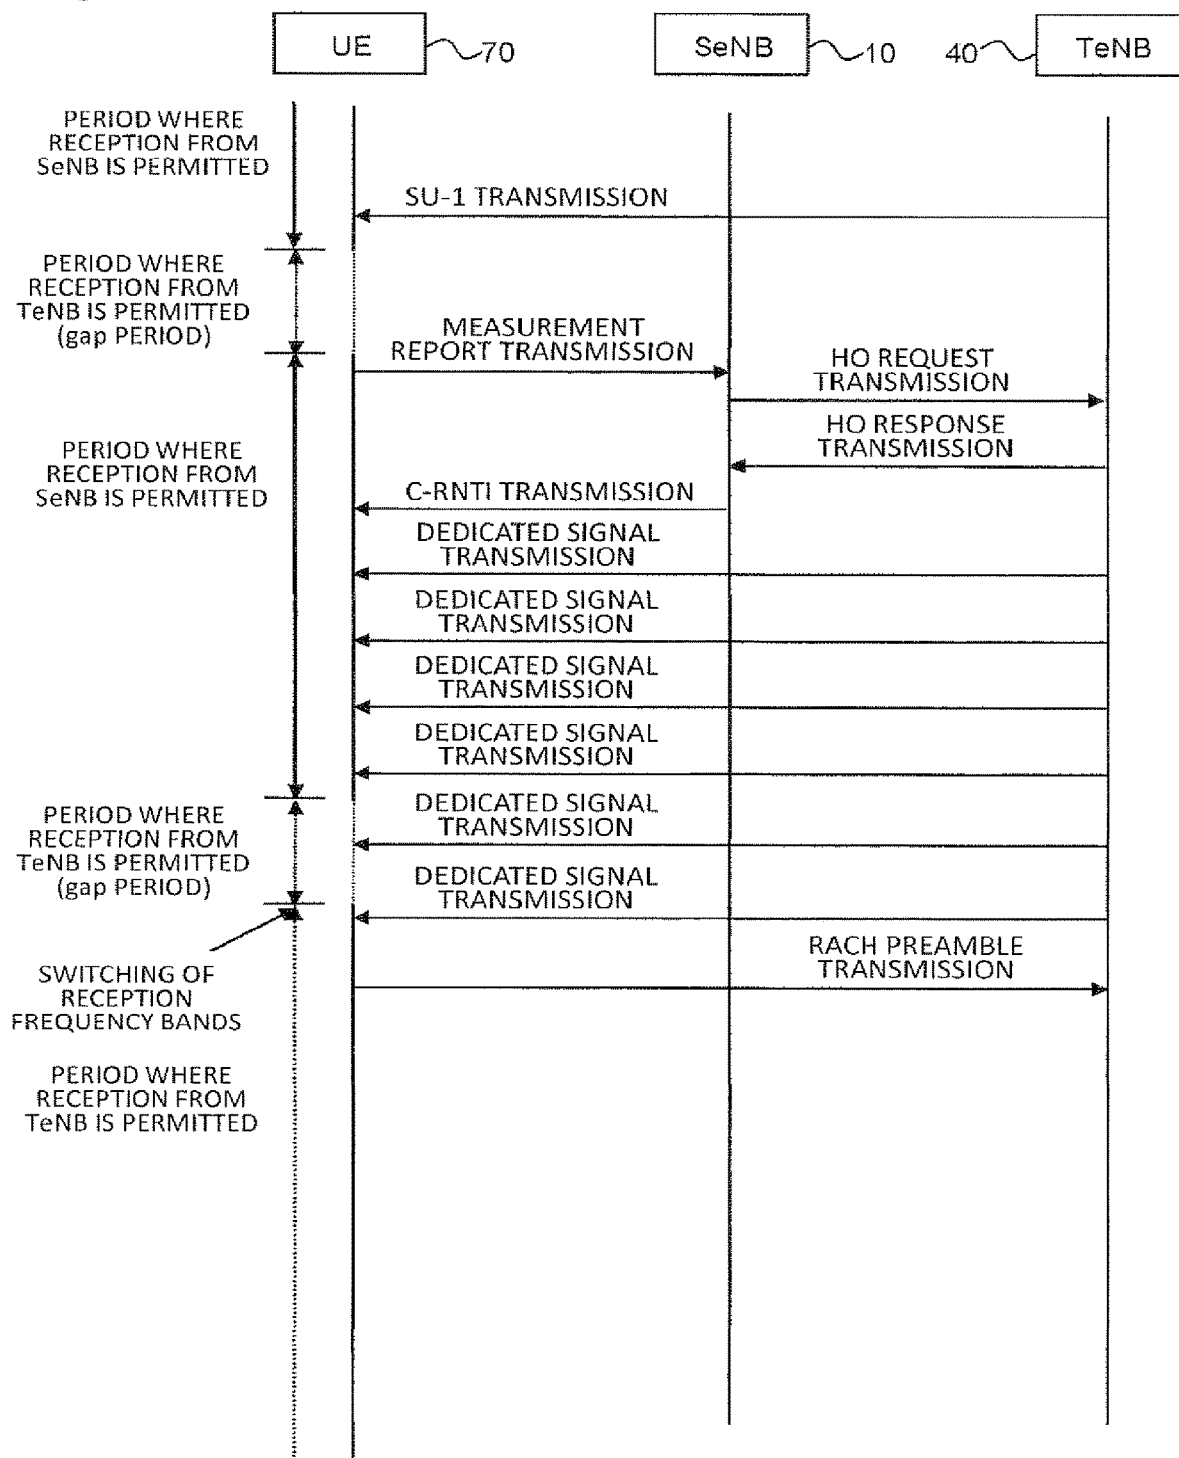 UE
70
SeNB
10
40
TeNB
PERIOD WHERE
RECEPTION FROM
SeNB IS PERMITTED
SU-1 TRANSMISSION
PERIOD WHERE
RECEPTION FROM
TeNB IS PERMITTED
(gap PERIOD)
MEASUREMENT
REPORT TRANSMISSION
HO REQUEST
TRANSMISSION
HO RESPONSE
TRANSMISSION
PERIOD WHERE
RECEPTION FROM
SeNB IS PERMITTED
C-RNTI TRANSMISSION
DEDICATED SIGNAL
TRANSMISSION
DEDICATED SIGNAL
TRANSMISSION
DEDICATED SIGNAL
TRANSMISSION
DEDICATED SIGNAL
TRANSMISSION
PERIOD WHERE
RECEPTION FROM
TeNB IS PERMITTED
(gap PERIOD)
DEDICATED SIGNAL
TRANSMISSION
DEDICATED SIGNAL
TRANSMISSION
RACH PREAMBLE
TRANSMISSION
SWITCHING OF
RECEPTION
FREQUENCY BANDS
PERIOD WHERE
RECEPTION FROM
TeNB IS PERMITTED